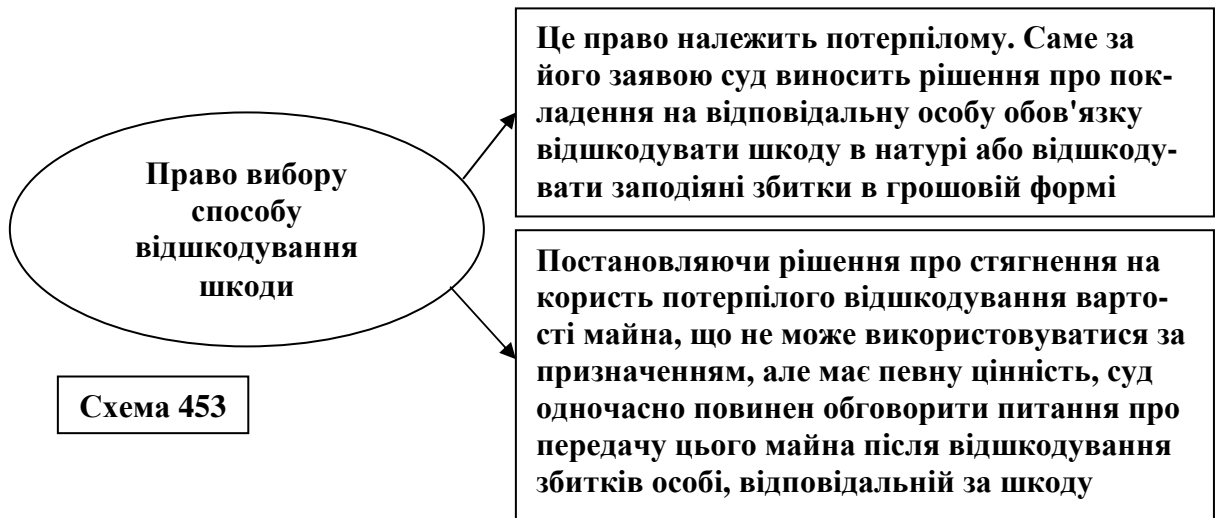 Право вибору
способу
відшкодування
шкоди
Це право належить потерпілому. Саме за
його заявою суд виносить рішення про пок-
ладення на відповідальну особу обов'язку
відшкодувати шкоду в натурі або відшкоду-
вати заподіяні збитки в грошовій формі
Постановляючи рішення про стягнення на
користь потерпілого відшкодування варто-
сті майна, що не може використовуватися за
призначенням, але має певну цінність, суд
одночасно повинен обговорити питання про
передачу цього майна після відшкодування
збитків особі, відповідальній за шкоду
Схема 453